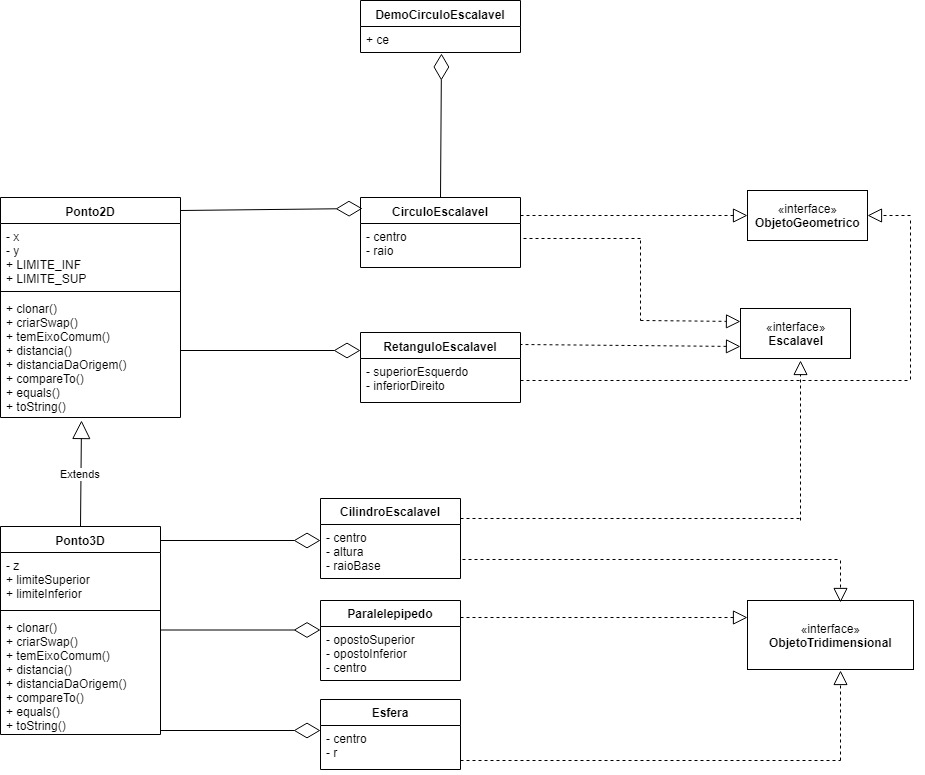 DemoCirculoEscalavel
+ ce
Ponto2D
- x
- y
+ LIMITE_INF
+ LIMITE_SUP
+ clonar()
+ criarSwap()
+ temEixoComum()
+ distancia()
+ distanciaDaOrigem()
+ compareTo()
+ equals()
+ toString()
CirculoEscalavel
- centro
- raio
«interface»
ObjetoGeometrico
«interface»
Escalavel
RetanguloEscalavel
- superiorEsquerdo
- inferiorDireito
Extends
Ponto3D
- z
+ limiteSuperior
+ limiteInferior
+ clonar()
+ criarSwap()
+ temEixoComum()
+ distancia()
+ distanciaDaOrigem()
+ compareTo()
+ equals()
+ toString()
CilindroEscalavel
- centro
- altura
- raioBase
Paralelepipedo
- opostoSuperior
- opostoInferior
- centro
«interface»
ObjetoTridimensional
Esfera
- centro
- r